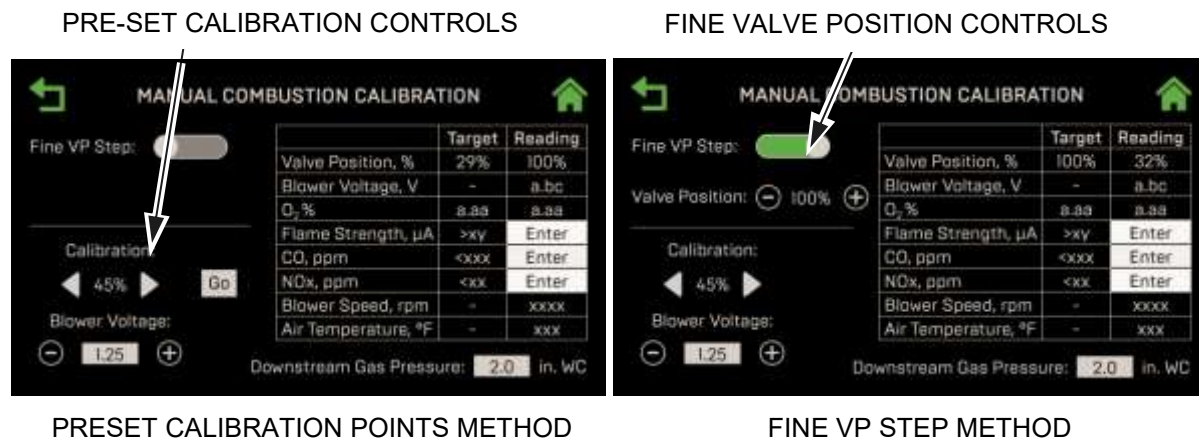 PRE-SET CALIBRATION CONTROLS
FINE VALVE POSITION CONTROLS
MANUAL COMBUSTION CALIBRATION
Fine VP Step:
Target Reading
Valve Position, % 29% 100%
Blower Voltage, V - a.bc
O₂% a.aa a.aa
Flame Strength, µA >xy Enter
CO, ppm <xxx Enter
NOx, ppm <xx Enter
Blower Speed, rpm - xxxx
Air Temperature, °F - xxx
Calibration:
45% Go
Blower Voltage:
1.25
Downstream Gas Pressure: 2.0 in. WC
MANUAL COMBUSTION CALIBRATION
Fine VP Step:
Valve Position: 100%
Target Reading
Valve Position, % 100% 32%
Blower Voltage, V - a.bc
O₂% a.aa a.aa
Flame Strength, µA >xy Enter
CO, ppm <xxx Enter
NOx, ppm <xx Enter
Blower Speed, rpm - xxxx
Air Temperature, °F - xxx
Calibration:
45%
Blower Voltage:
1.25
Downstream Gas Pressure: 2.0 in. WC
PRESET CALIBRATION POINTS METHOD
FINE VP STEP METHOD